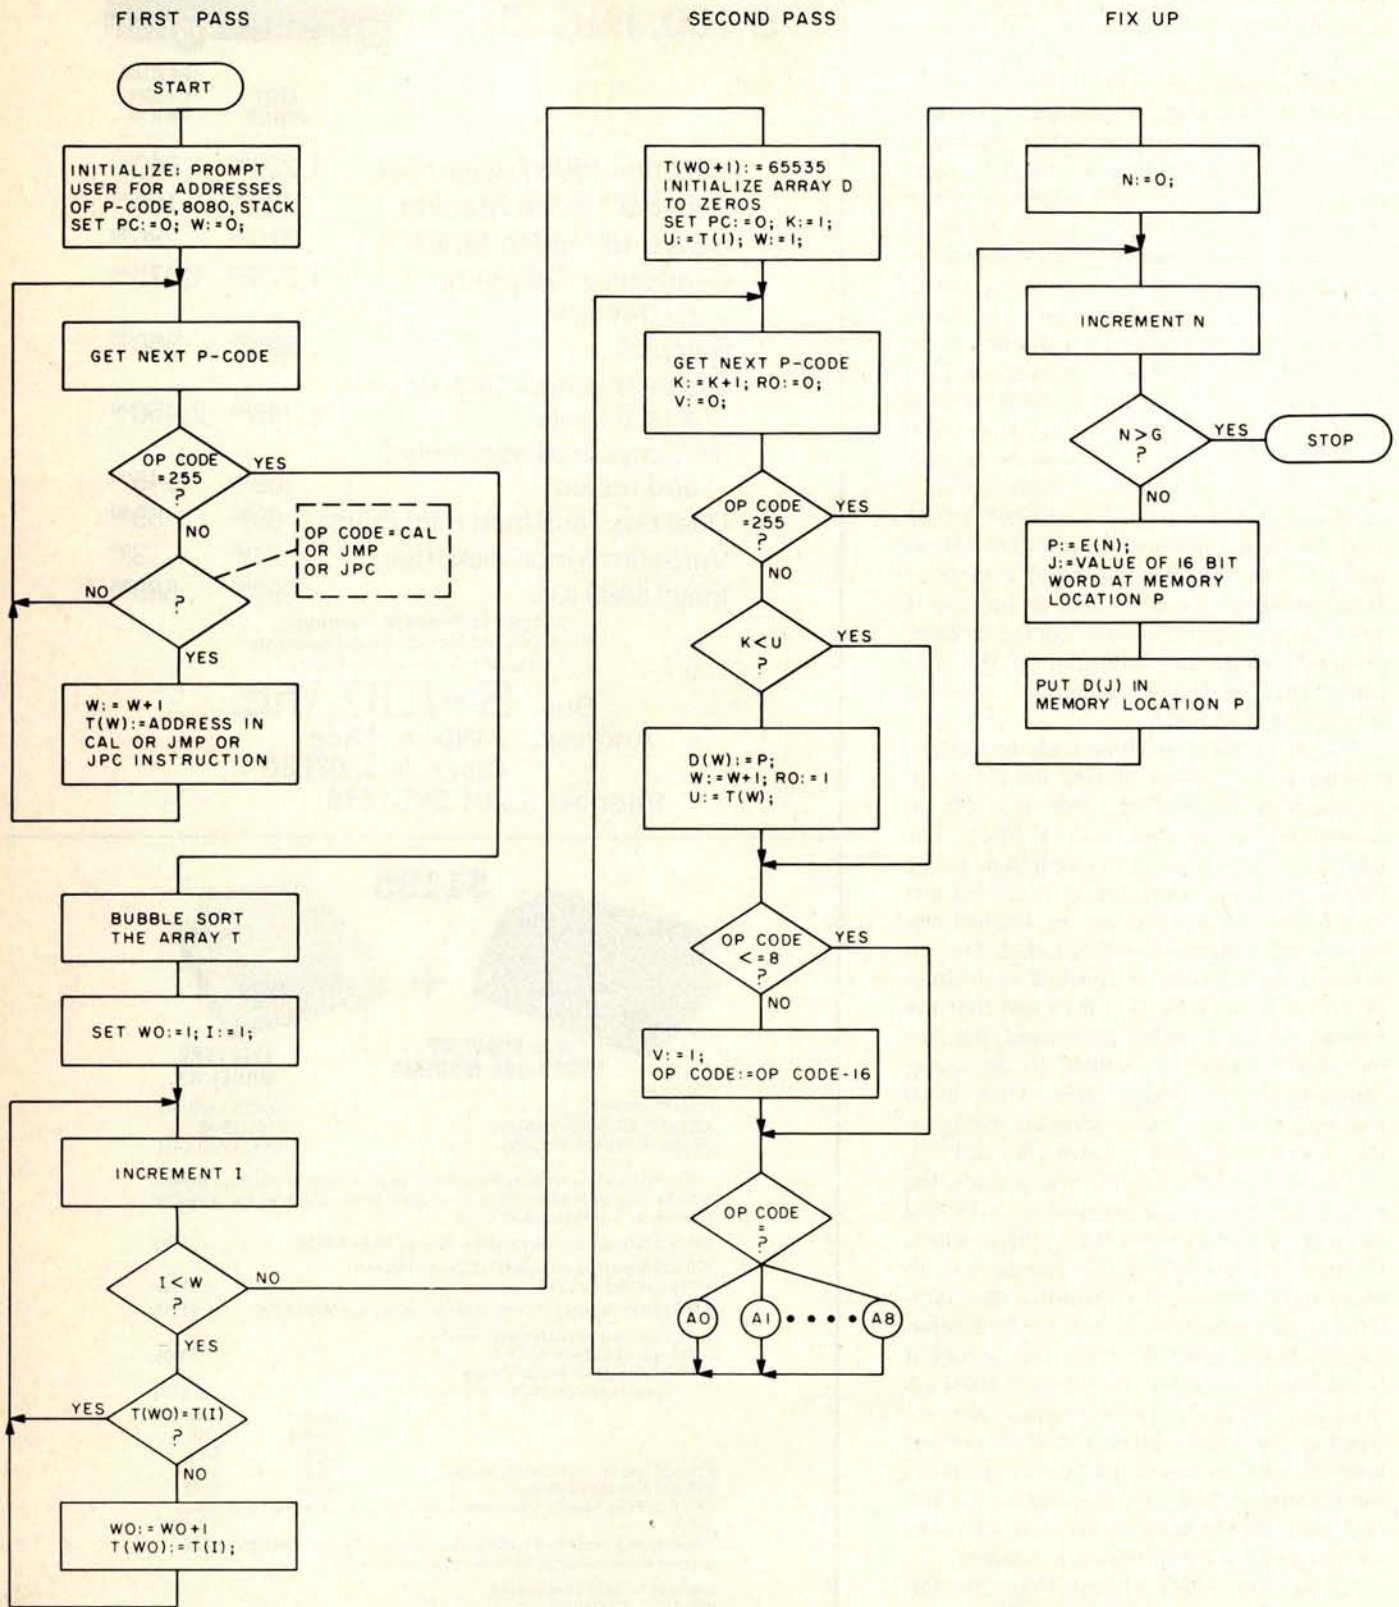 FIRST PASS
START
INITIALIZE: PROMPT
USER FOR ADDRESSES
OF P-CODE, 8080, STACK
SET PC:=0; W:=0;
GET NEXT P-CODE
OP CODE
=255
?
YES
NO
OP CODE=CAL
OR JMP
OR JPC
?
NO
YES
W:=W+1
T(W):=ADDRESS IN
CAL OR JMP OR
JPC INSTRUCTION
BUBBLE SORT
THE ARRAY T
SET WO:=1; I:=1;
INCREMENT I
I<W
?
NO
YES
T(WO)=T(I)
?
YES
NO
WO:=WO+1
T(WO):=T(I);
SECOND PASS
T(WO+1):=65535
INITIALIZE ARRAY D
TO ZEROS
SET PC:=0; K:=1;
U:=T(1); W:=1;
GET NEXT P-CODE
K:=K+1; RO:=0;
V:=0;
OP CODE
=255
?
YES
NO
K<U
?
YES
NO
D(W):=P;
W:=W+1; RO:=1
U:=T(W);
OP CODE
<=8
?
YES
NO
V:=1;
OP CODE:=OP CODE-16
OP CODE
=
?
A0
A1
• • • •
A8
FIX UP
N:=0;
INCREMENT N
N>G
?
YES
STOP
NO
P:=E(N);
J:=VALUE OF 16 BIT
WORD AT MEMORY
LOCATION P
PUT D(J) IN
MEMORY LOCATION P